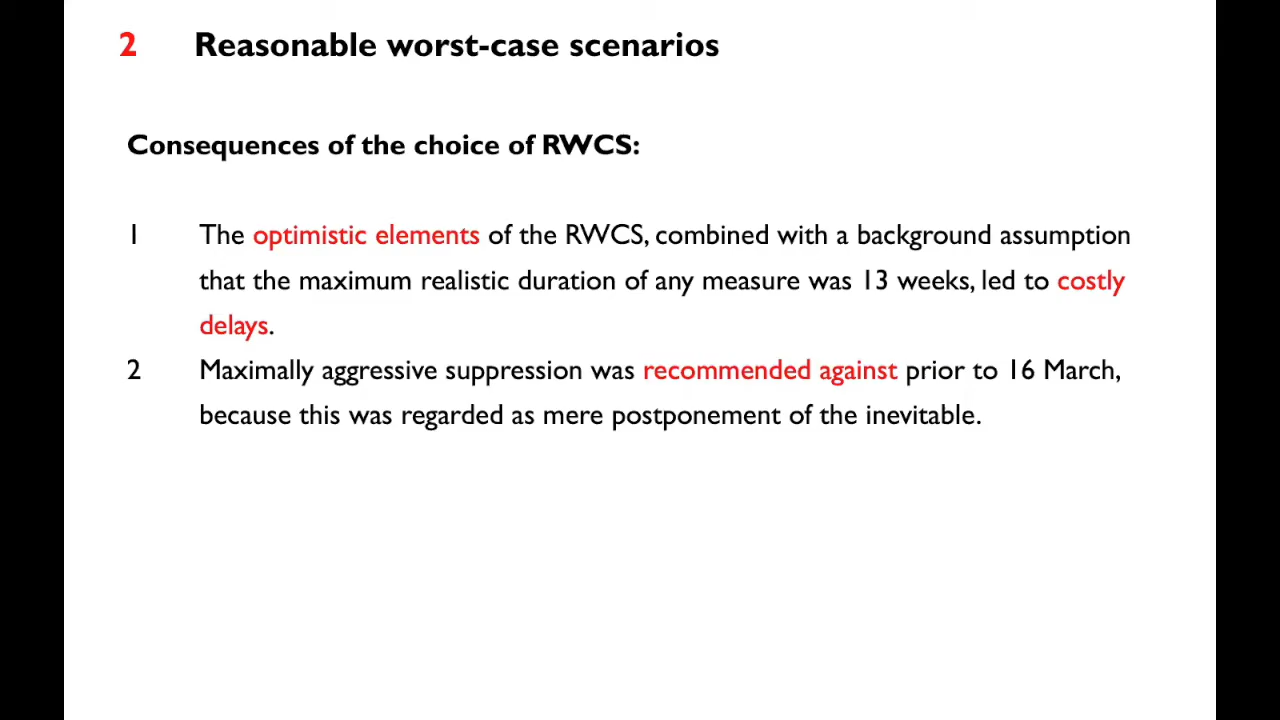 2 Reasonable worst-case scenarios
Consequences of the choice of RWCS:
1 The optimistic elements of the RWCS, combined with a background assumption
that the maximum realistic duration of any measure was 13 weeks, led to costly
delays.
2 Maximally aggressive suppression was recommended against prior to 16 March,
because this was regarded as mere postponement of the inevitable.